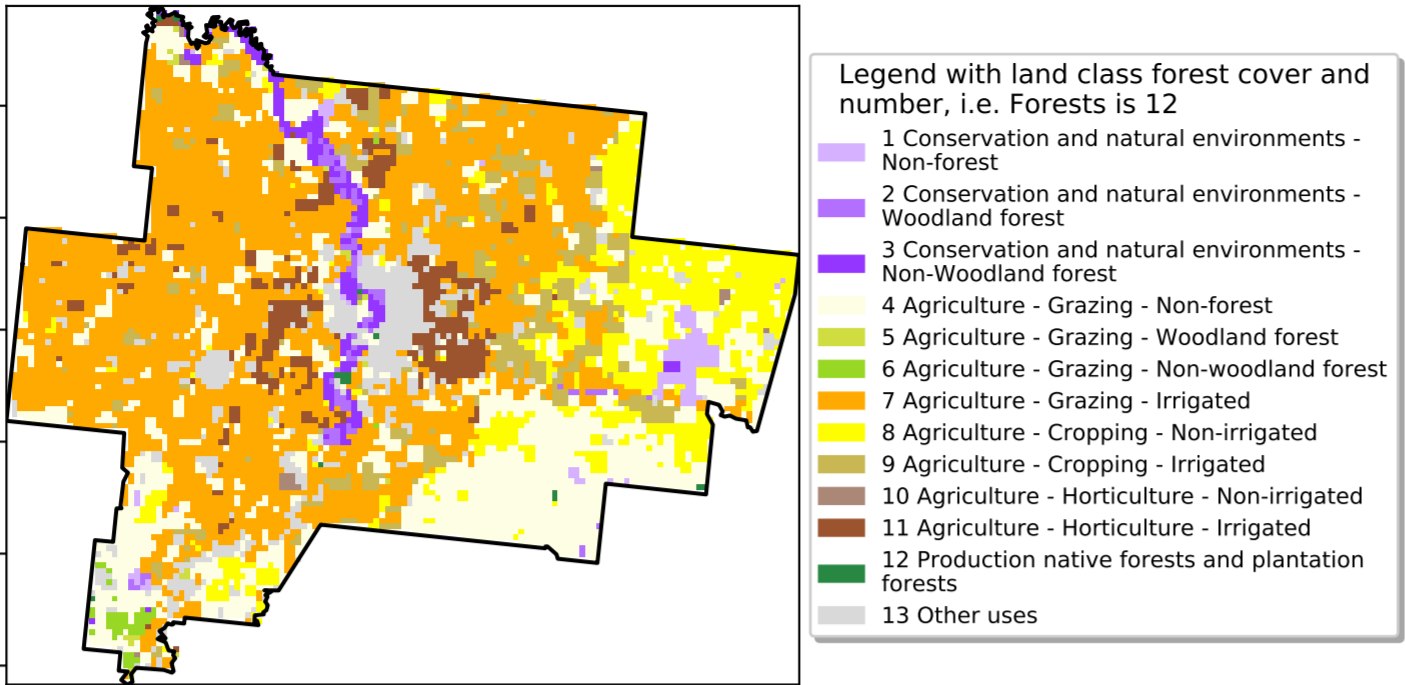 Legend with land class forest cover and
number, i.e. Forests is 12
1 Conservation and natural environments -
Non-forest
2 Conservation and natural environments -
Woodland forest
3 Conservation and natural environments -
Non-Woodland forest
4 Agriculture - Grazing - Non-forest
5 Agriculture - Grazing - Woodland forest
6 Agriculture - Grazing - Non-woodland forest
7 Agriculture - Grazing - Irrigated
8 Agriculture - Cropping - Non-irrigated
9 Agriculture - Cropping - Irrigated
10 Agriculture - Horticulture - Non-irrigated
11 Agriculture - Horticulture - Irrigated
12 Production native forests and plantation
forests
13 Other uses